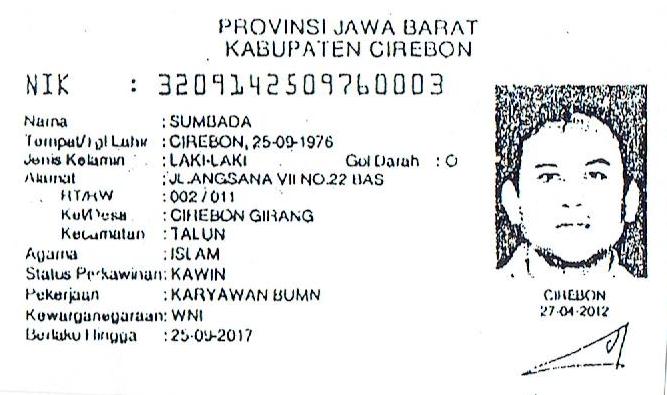 PROVINSI JAWA BARAT
KABUPATEN CIREBON
NIK : 3209142509760003
Nama : SUMBADA
Tempat/Tgl Lahir : CIREBON, 25-09-1976
Jenis Kelamin : LAKI-LAKI Gol Darah : O
Alamat : JL.ANGSANA VII NO.22 BAS
RT/RW : 002 / 011
Kel/Desa : CIREBON GIRANG
Kecamatan : TALUN
Agama : ISLAM
Status Perkawinan: KAWIN
Pekerjaan : KARYAWAN BUMN
Kewarganegaraan: WNI
Berlaku Hingga : 25-09-2017
CIREBON
27-04-2012